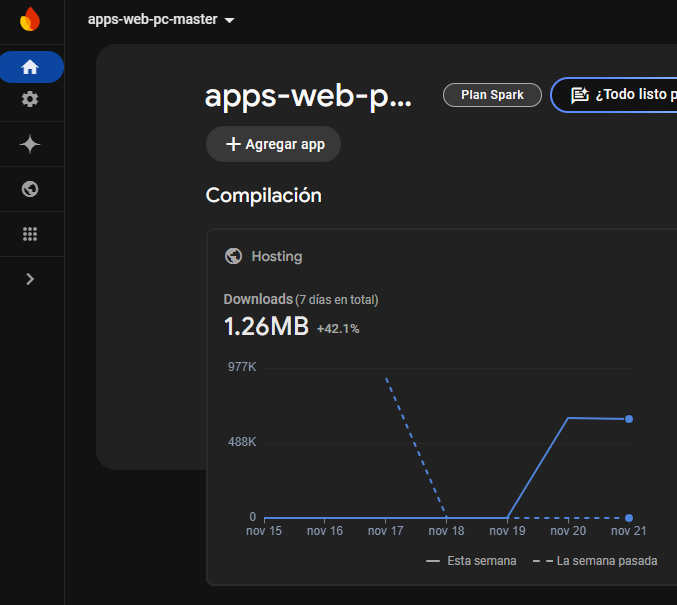 apps-web-pc-master
apps-web-p...
Plan Spark
¿Todo listo p
Agregar app
Compilación
Hosting
Downloads (7 días en total)
1.26MB +42.1%
977K
488K
0
nov 15 nov 16 nov 17 nov 18 nov 19 nov 20 nov 21
Esta semana La semana pasada